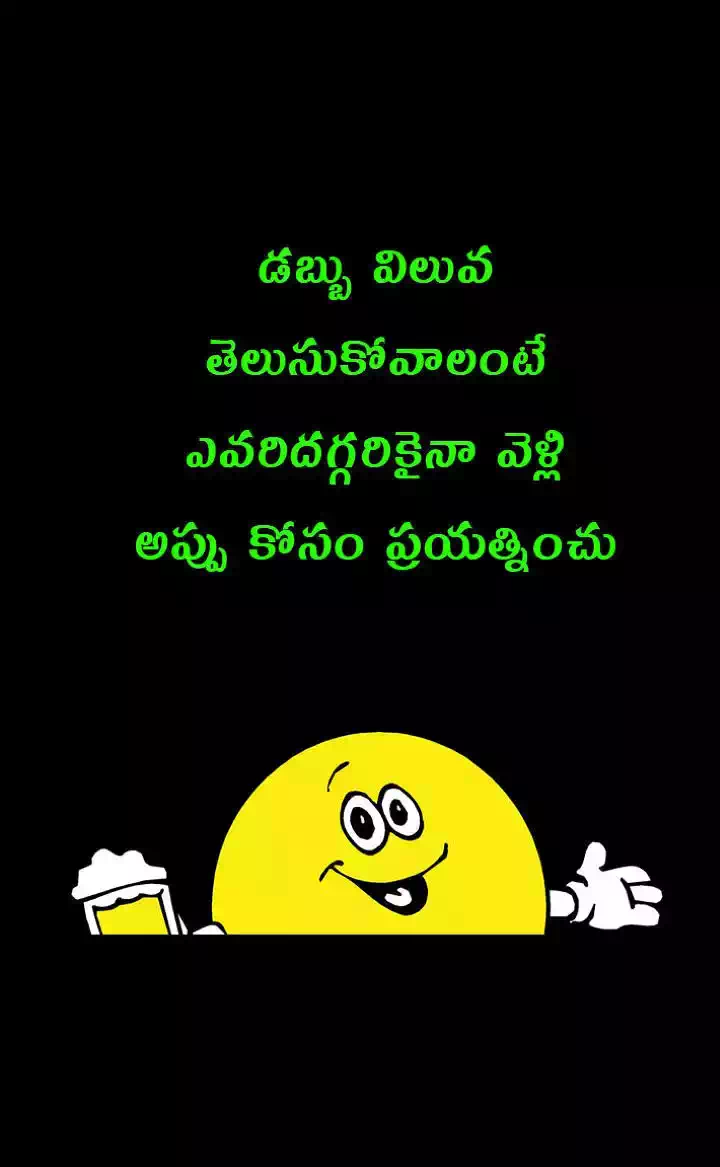 డబ్బు విలువ
తెలుసుకోవాలంటే
ఎవరిదగ్గరికైనా వెళ్లి
అప్పు కోసం ప్రయత్నించు